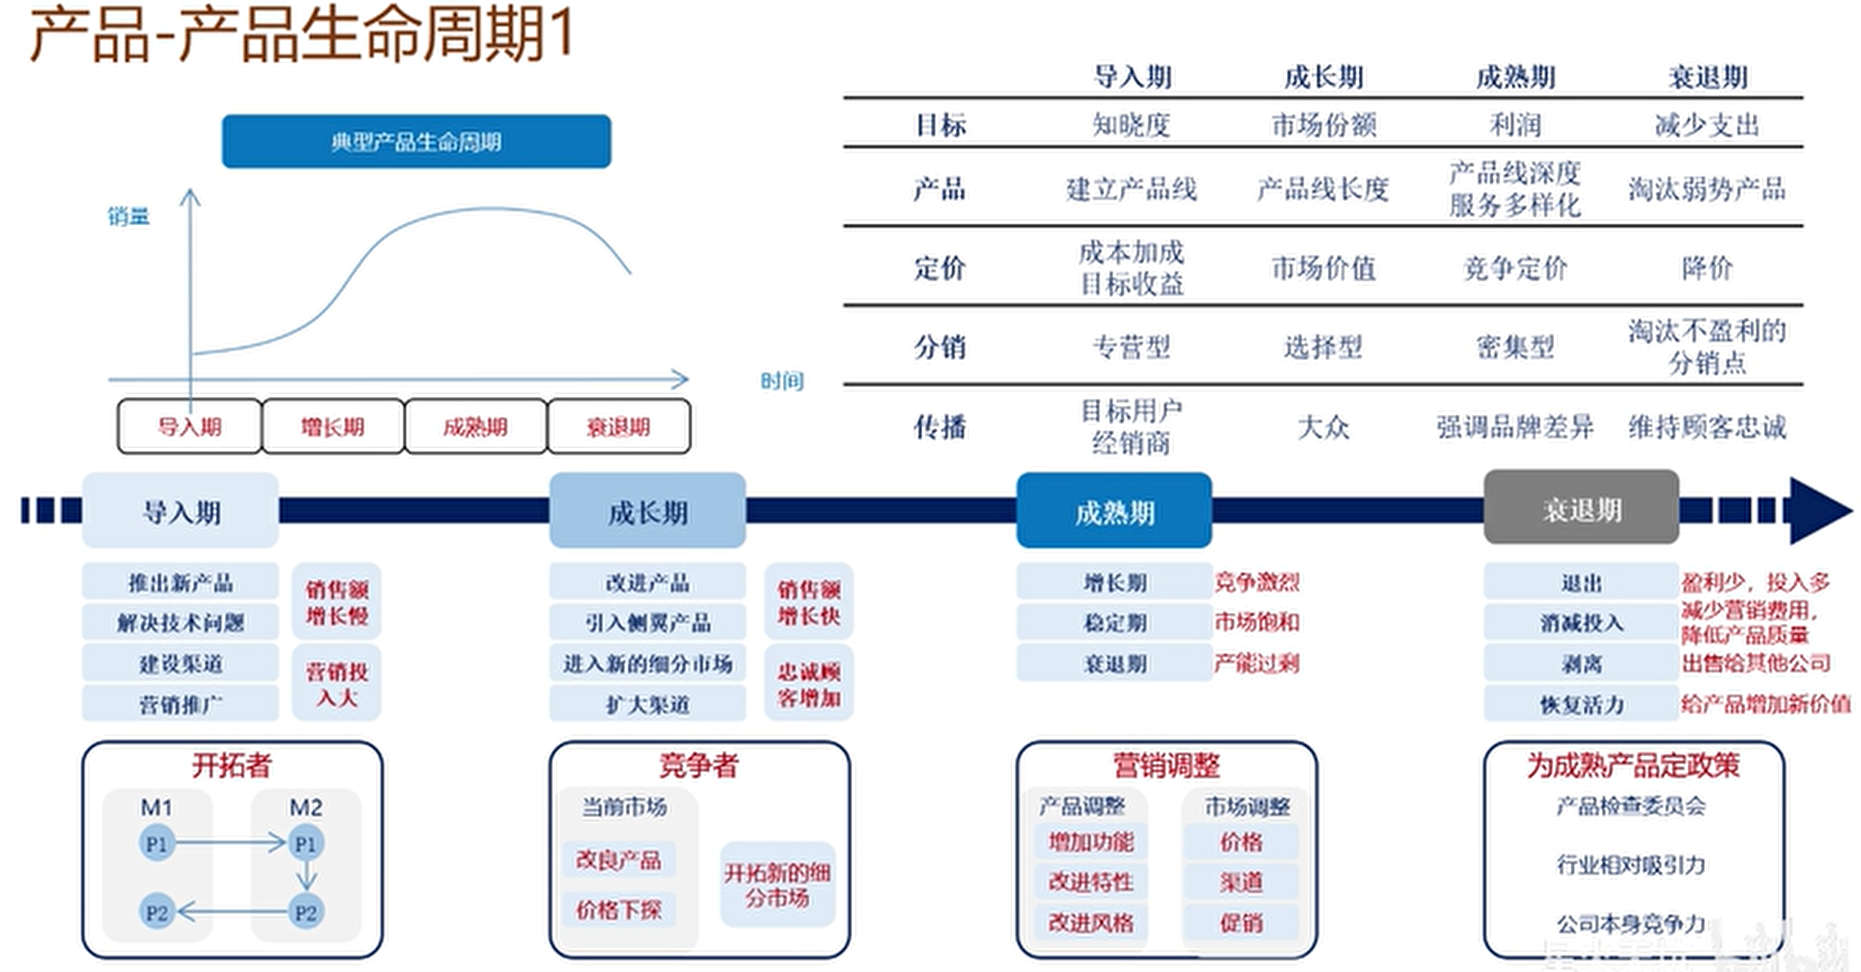 产品-产品生命周期1
典型产品生命周期
销量
时间
导入期 增长期 成熟期 衰退期
导入期 成长期 成熟期 衰退期
目标 知晓度 市场份额 利润 减少支出
产品 建立产品线 产品线长度 产品线深度 淘汰弱势产品
服务多样化
定价 成本加成 市场价值 竞争定价 降价
目标收益
分销 专营型 选择型 密集型 淘汰不盈利的
分销点
传播 目标用户 大众 强调品牌差异 维持顾客忠诚
经销商
导入期
推出新产品
解决技术问题
建设渠道
营销推广
销售额
增长慢
营销投
入大
成长期
改进产品
引入侧翼产品
进入新的细分市场
扩大渠道
销售额
增长快
忠诚顾
客增加
成熟期
增长期 竞争激烈
稳定期 市场饱和
衰退期 产能过剩
衰退期
退出 盈利少，投入多
消减投入 减少营销费用，
降低产品质量
剥离 出售给其他公司
恢复活力 给产品增加新价值
开拓者
M1 M2
P1 P1
P2 P2
竞争者
当前市场
改良产品
价格下探
开拓新的细
分市场
营销调整
产品调整 市场调整
增加功能 价格
改进特性 渠道
改进风格 促销
为成熟产品定政策
产品检查委员会
行业相对吸引力
公司本身竞争力